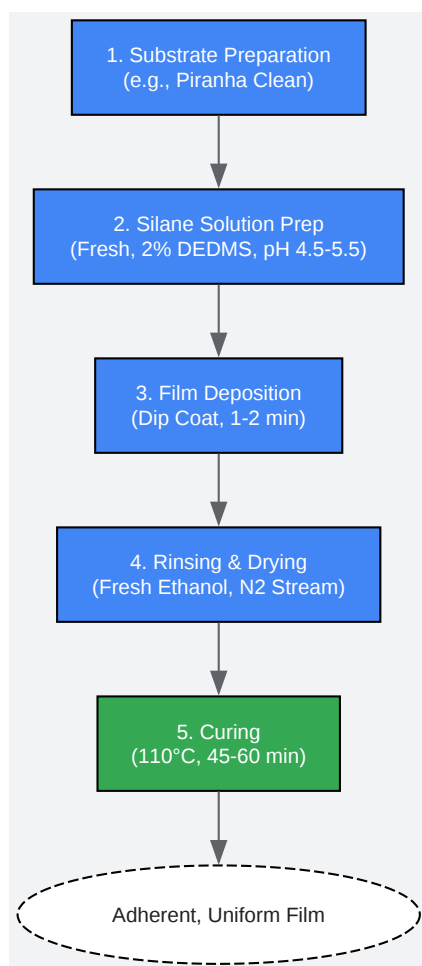 1. Substrate Preparation
(e.g., Piranha Clean)
2. Silane Solution Prep
(Fresh, 2% DEDMS, pH 4.5-5.5)
3. Film Deposition
(Dip Coat, 1-2 min)
4. Rinsing & Drying
(Fresh Ethanol, N2 Stream)
5. Curing
(110°C, 45-60 min)
Adherent, Uniform Film